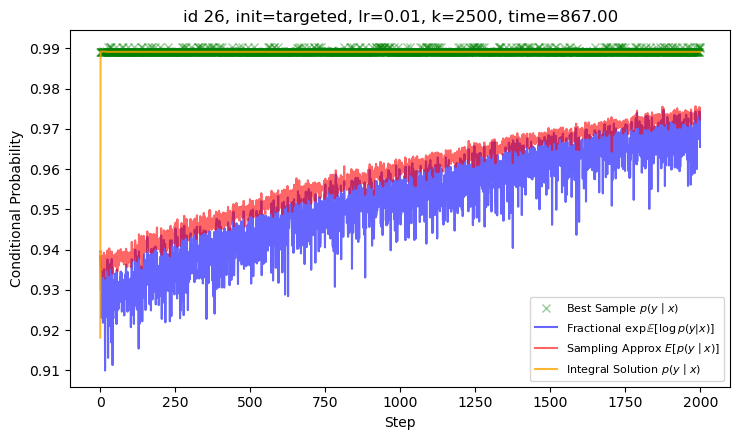 id 26, init=targeted, lr=0.01, k=2500, time=867.00
Conditional Probability
0.99
0.98
0.97
0.96
0.95
0.94
0.93
0.92
0.91
Best Sample p(y | x)
Fractional exp𝔼[log p(y|x)]
Sampling Approx E[p(y | x)]
Integral Solution p(y | x)
0
250
500
750
1000
1250
1500
1750
2000
Step